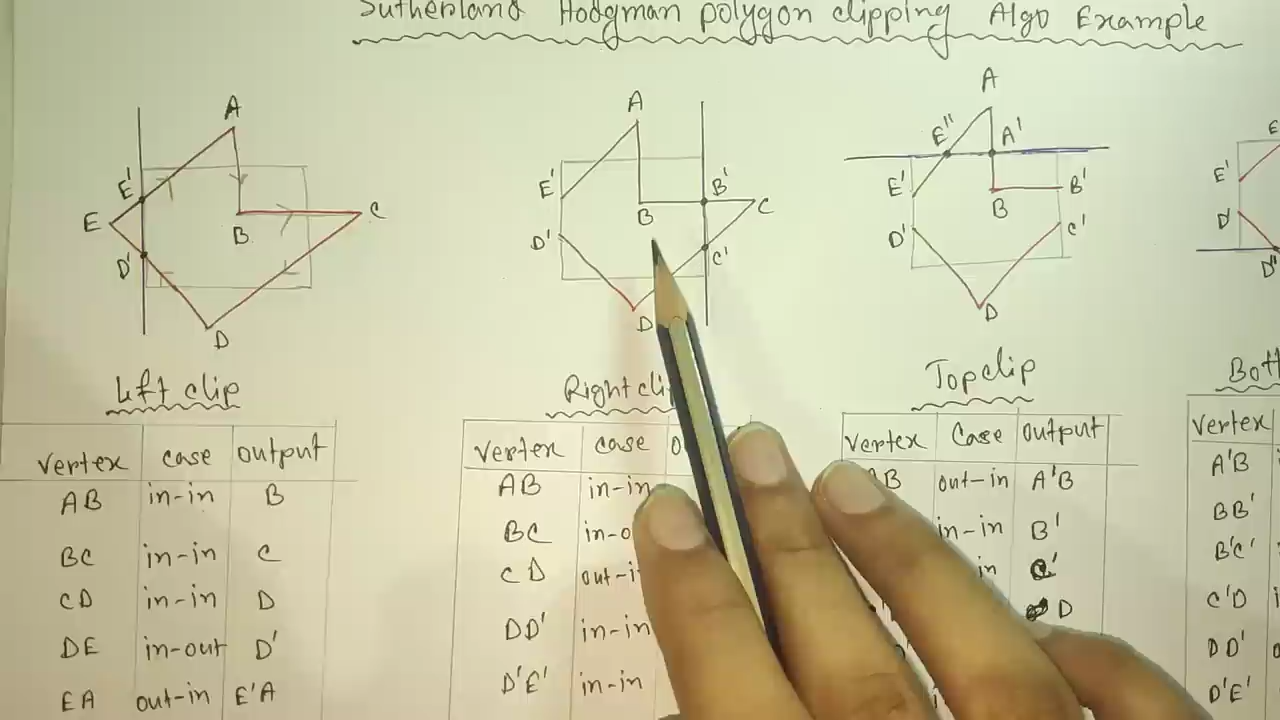 Sutherland Hodgman polygon clipping Algo Example
A
E'
E
B
C
D'
D
A
E'
B'
B
C
D'
C'
D
A
E''
A'
E'
B'
B
D'
C'
D
E'
D'
D''
Left clip
Vertex case output
AB in-in B
BC in-in C
CD in-in D
DE in-out D'
EA out-in E'A
Right
Vertex case
AB in-in
BC
CD
DD' in-in
D'E' in-in
Top clip
Vertex Case output
out-in A'B
in-in B'
in C'
D
Vertex
A'B
BB'
B'C'
C'D
DD'
D'E'